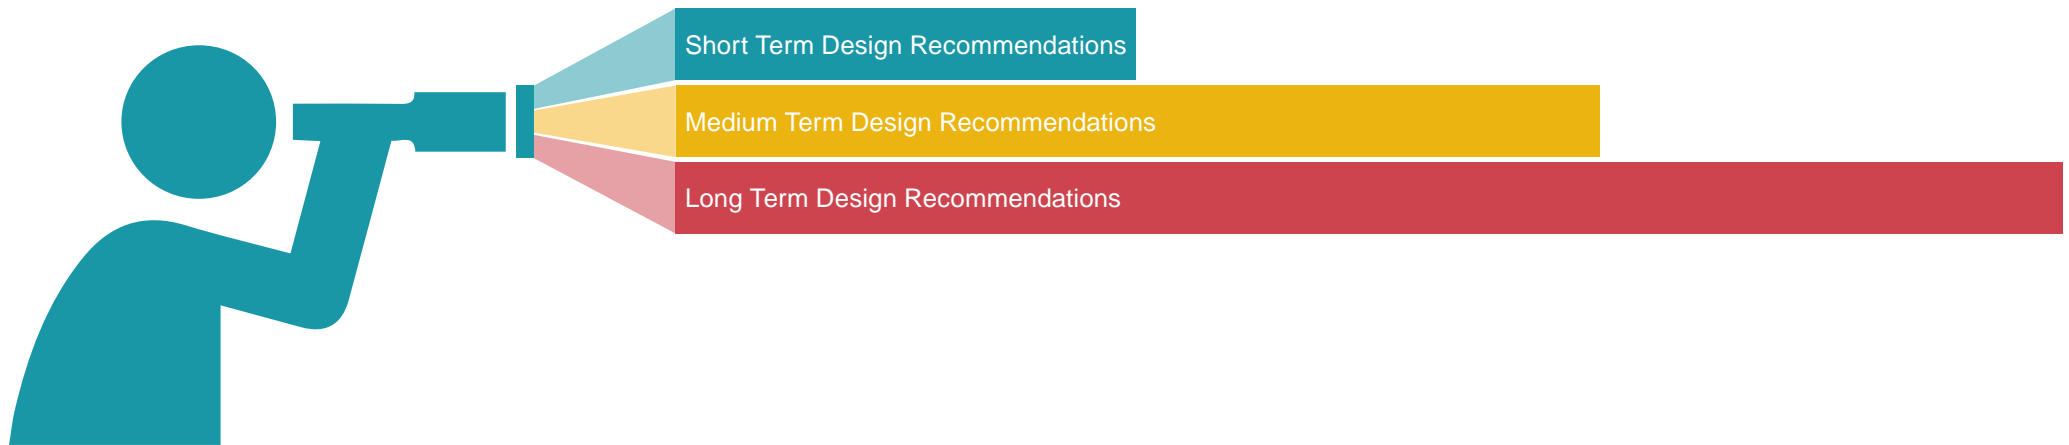 Short Term Design Recommendations
Medium Term Design Recommendations
Long Term Design Recommendations